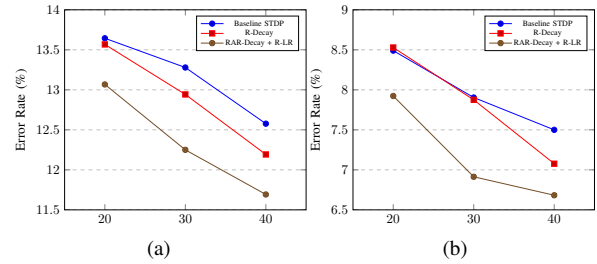 14
13.5
13
12.5
12
11.5
Error Rate (%)
20 30 40
Baseline STDP
R-Decay
RAR-Decay + R-LR
(a)
9
8.5
8
7.5
7
6.5
Error Rate (%)
20 30 40
Baseline STDP
R-Decay
RAR-Decay + R-LR
(b)